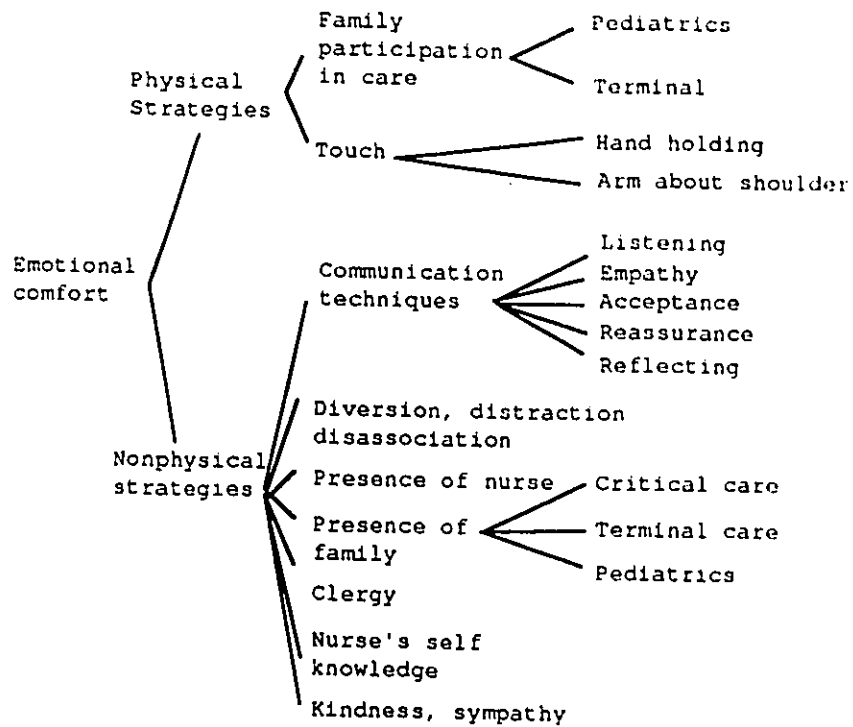 Emotional
comfort
Physical
Strategies
Family
participation
in care
Pediatrics
Terminal
Touch
Hand holding
Arm about shoulder
Nonphysical
strategies
Communication
techniques
Listening
Empathy
Acceptance
Reassurance
Reflecting
Diversion, distraction
disassociation
Presence of nurse
Presence of
family
Critical care
Terminal care
Pediatrics
Clergy
Nurse's self
knowledge
Kindness, sympathy